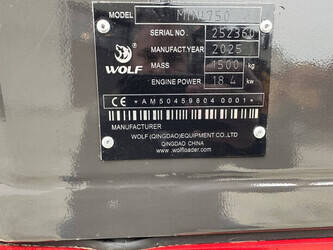 MODEL MINI750
SERIAL NO 252360
MANUFACT.YEAR 2025
MASS 1500 kg
ENGINE POWER 18.4 kw
WOLF
CE *AM50459804 0001*
MANUFACTURER
WOLF (QINGDAO)EQUIPMENT CO.,LTD
QINGDAO CHINA
www.wolfloader.com